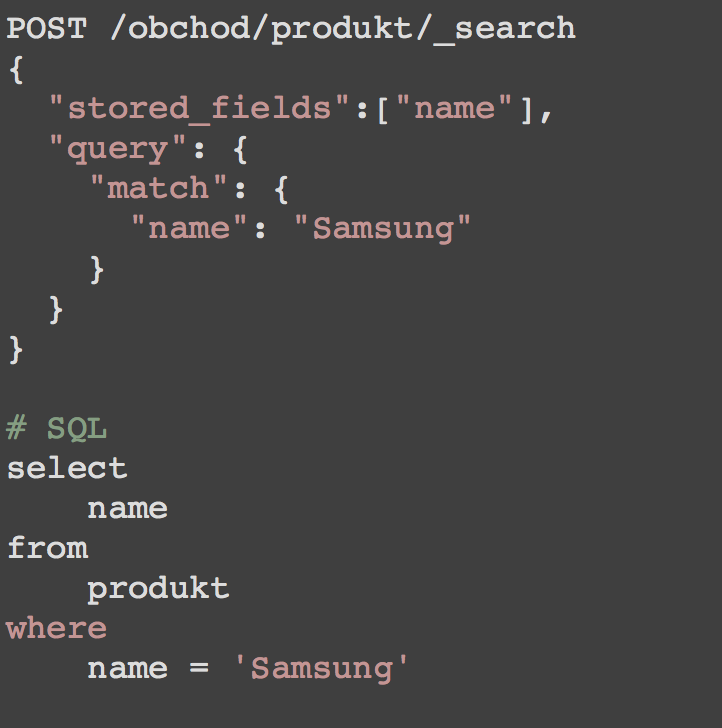 POST /obchod/produkt/_search
{
  "stored_fields":["name"],
  "query": {
    "match": {
      "name": "Samsung"
    }
  }
}

# SQL
select
    name
from
    produkt
where
    name = 'Samsung'